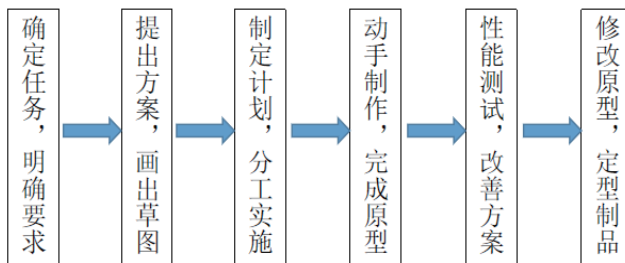 确定任务，明确要求
提出方案，画出草图
制定计划，分工实施
动手制作，完成原型
性能测试，改善方案
修改原型，定型制品